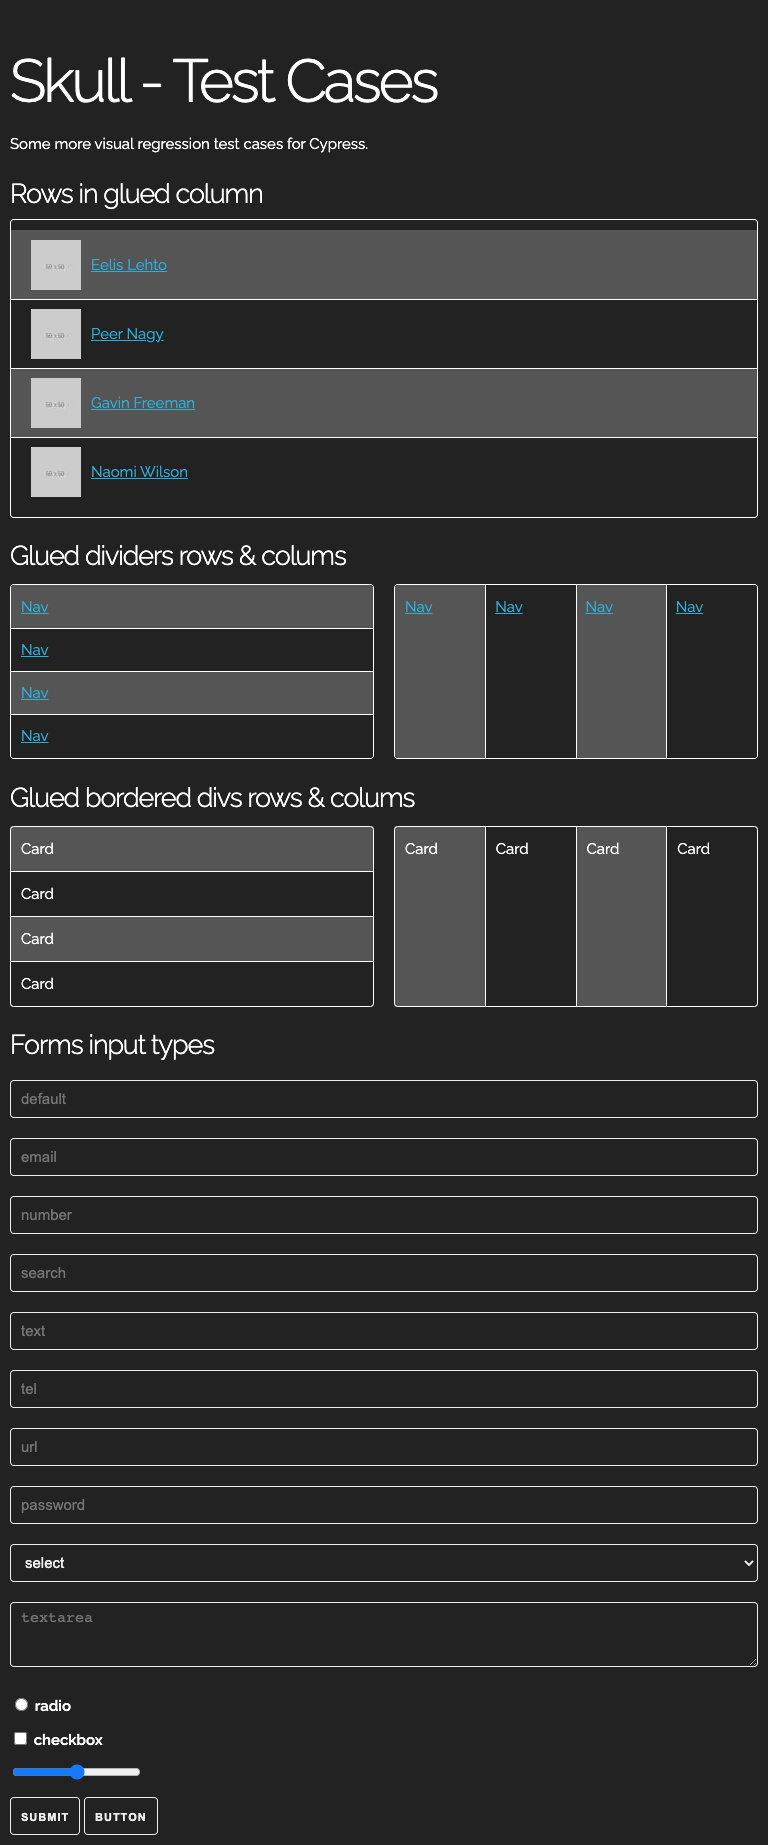 Skull - Test Cases
Some more visual regression test cases for Cypress.
Rows in glued column
50 x 50
Eelis Lehto
50 x 50
Peer Nagy
50 x 50
Gavin Freeman
50 x 50
Naomi Wilson
Glued dividers rows & colums
Nav
Nav
Nav
Nav
Nav Nav Nav Nav
Glued bordered divs rows & colums
Card
Card
Card
Card
Card Card Card Card
Forms input types
default
email
number
search
text
tel
url
password
select
textarea
radio
checkbox
SUBMIT BUTTON